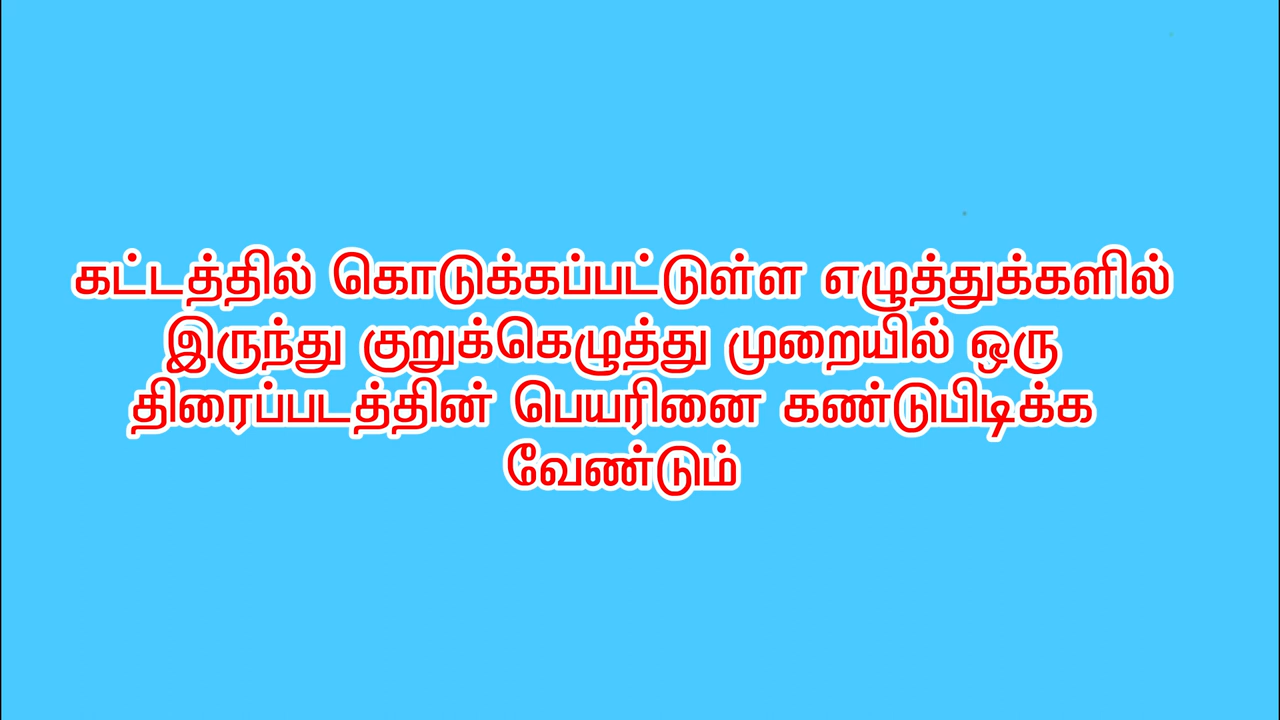 கட்டத்தில் கொடுக்கப்பட்டுள்ள எழுத்துக்களில்
இருந்து குறுக்கெழுத்து முறையில் ஒரு
திரைப்படத்தின் பெயரினை கண்டுபிடிக்க
வேண்டும்